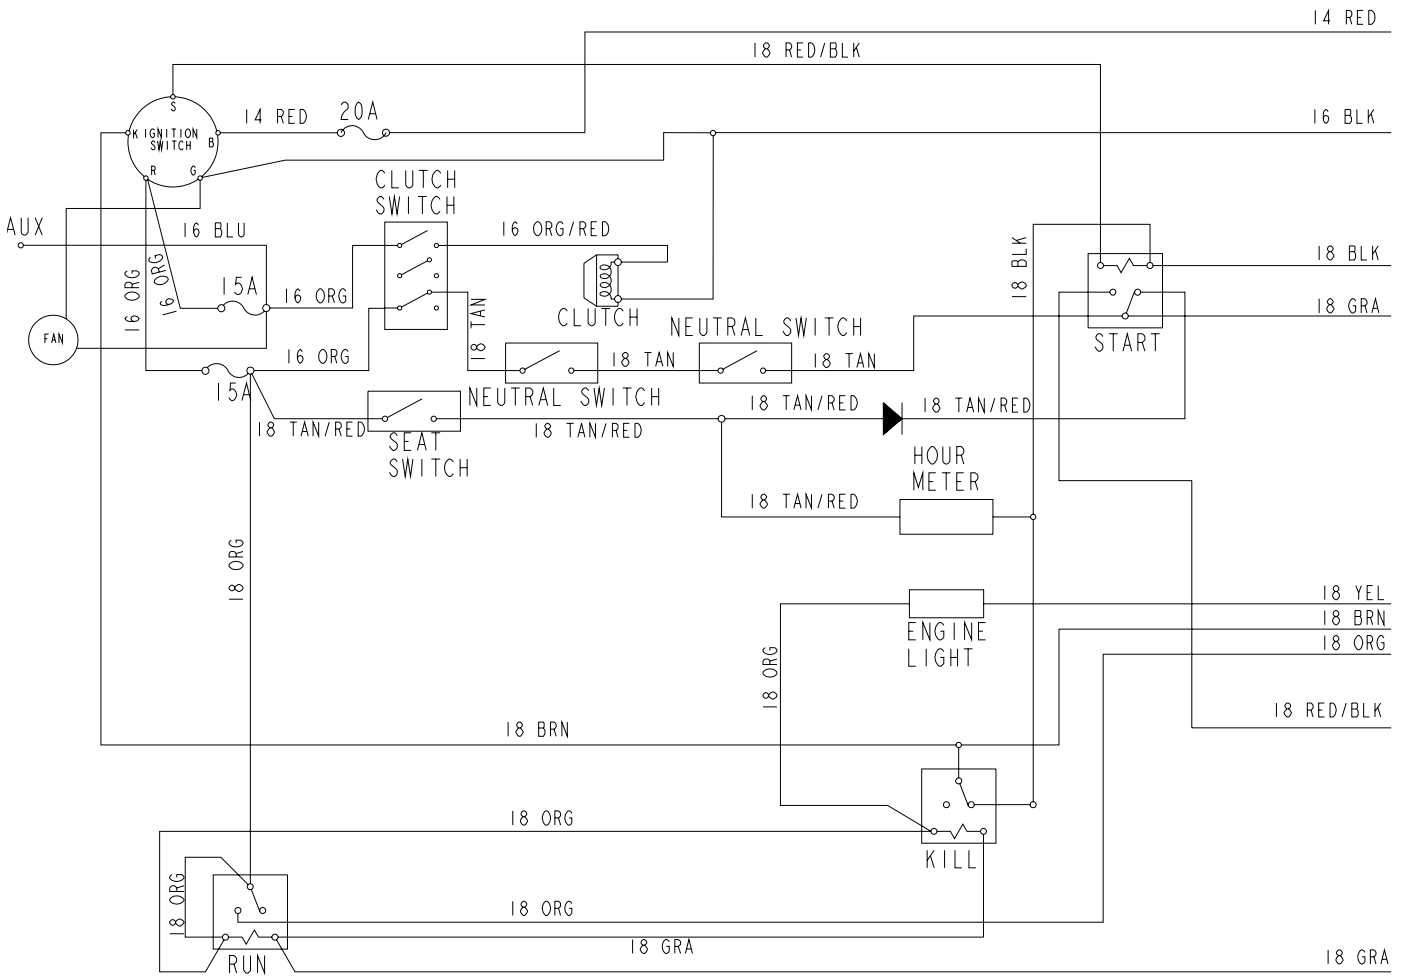 14 RED
18 RED/BLK
S
14 RED
20A
K IGNITION
SWITCH
B
R
G
16 BLK
CLUTCH
SWITCH
AUX
16 BLU
16 ORG/RED
18 BLK
18 BLK
16 ORG
16 ORG
15A
16 ORG
18 TAN
CLUTCH
NEUTRAL SWITCH
18 GRA
START
FAN
16 ORG
15A
18 TAN
18 TAN
NEUTRAL SWITCH
18 TAN/RED
18 TAN/RED
18 TAN/RED
18 TAN/RED
SEAT
SWITCH
HOUR
METER
18 TAN/RED
18 ORG
18 YEL
18 BRN
18 ORG
ENGINE
LIGHT
18 ORG
18 RED/BLK
18 BRN
18 ORG
KILL
18 ORG
18 ORG
18 GRA
RUN
18 GRA